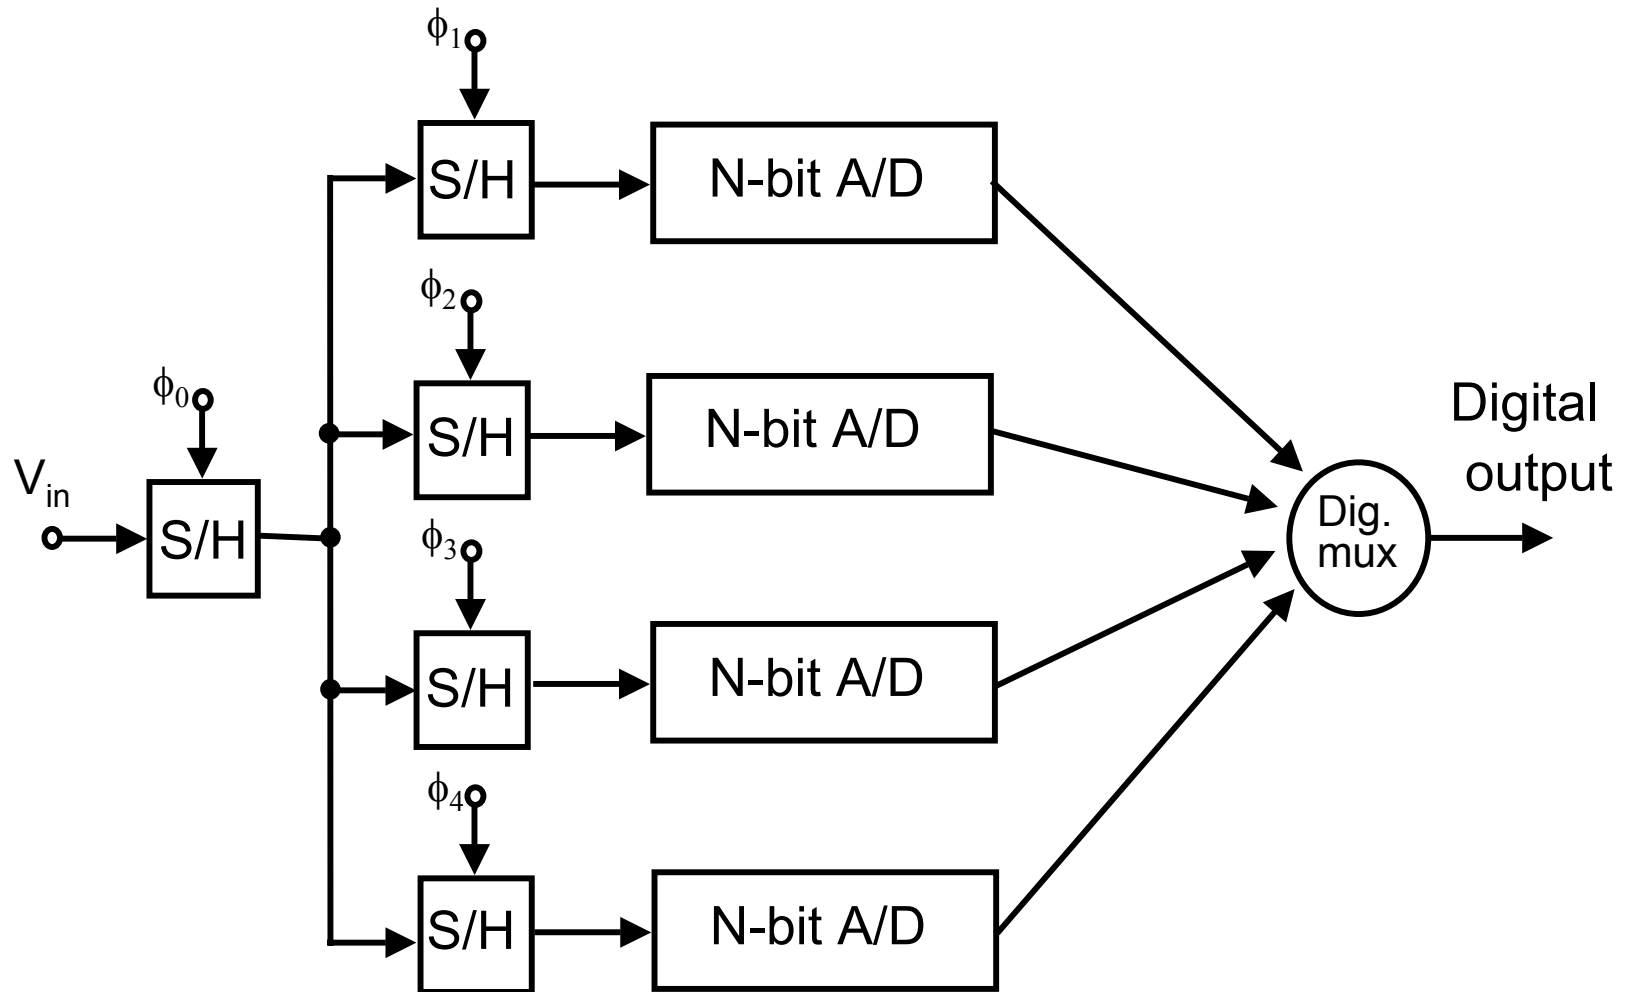 ϕ1
S/H N-bit A/D
ϕ2
S/H N-bit A/D
ϕ0
Vin
S/H
ϕ3
S/H N-bit A/D
ϕ4
S/H N-bit A/D
Dig.
mux
Digital
output